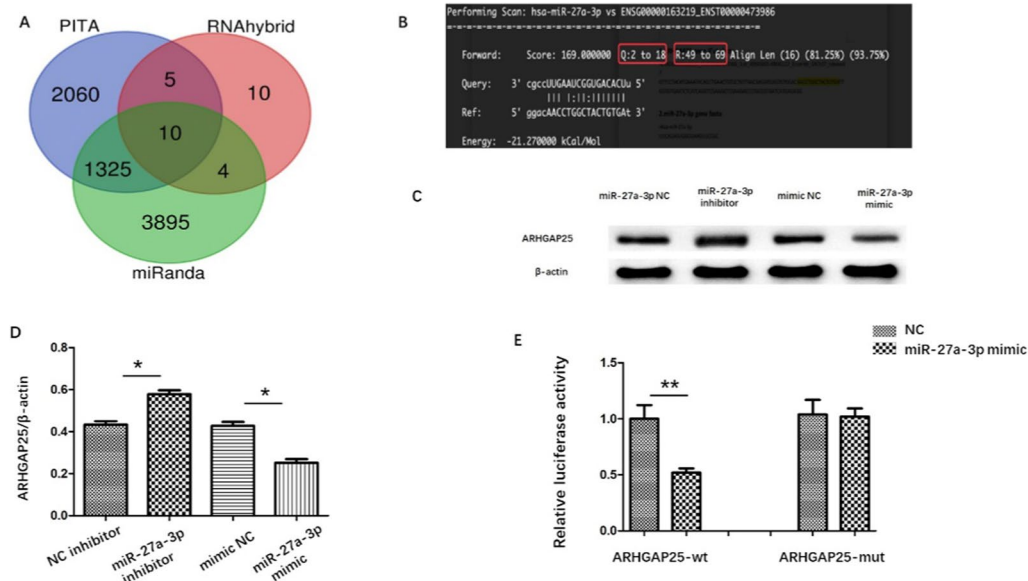 A
PITA
RNAhybrid
2060
5
10
10
1325
4
3895
miRanda
B
Performing Scan: hsa-miR-27a-3p vs ENSG00000163219_ENST00000473986
Forward: Score: 169.000000 Q:2 to 18 R:49 to 69 Align Len (16) (81.25%) (93.75%)
Query: 3' cgccUUGAAUCGGUGACACUu 5'
||| |:||:|||||||
Ref: 5' ggacAACCTGGCTACTGTGAt 3'
Energy: -21.270000 kCal/Mol
C
miR-27a-3p NC
miR-27a-3p
inhibitor
mimic NC
miR-27a-3p
mimic
ARHGAP25
β-actin
D
ARHGAP25/β-actin
0.8
0.6
0.4
0.2
0.0
*
*
NC inhibitor
miR-27a-3p
inhibitor
mimic NC
miR-27a-3p
mimic
E
NC
miR-27a-3p mimic
Relative luciferase activity
1.5
1.0
0.5
0.0
**
ARHGAP25-wt
ARHGAP25-mut